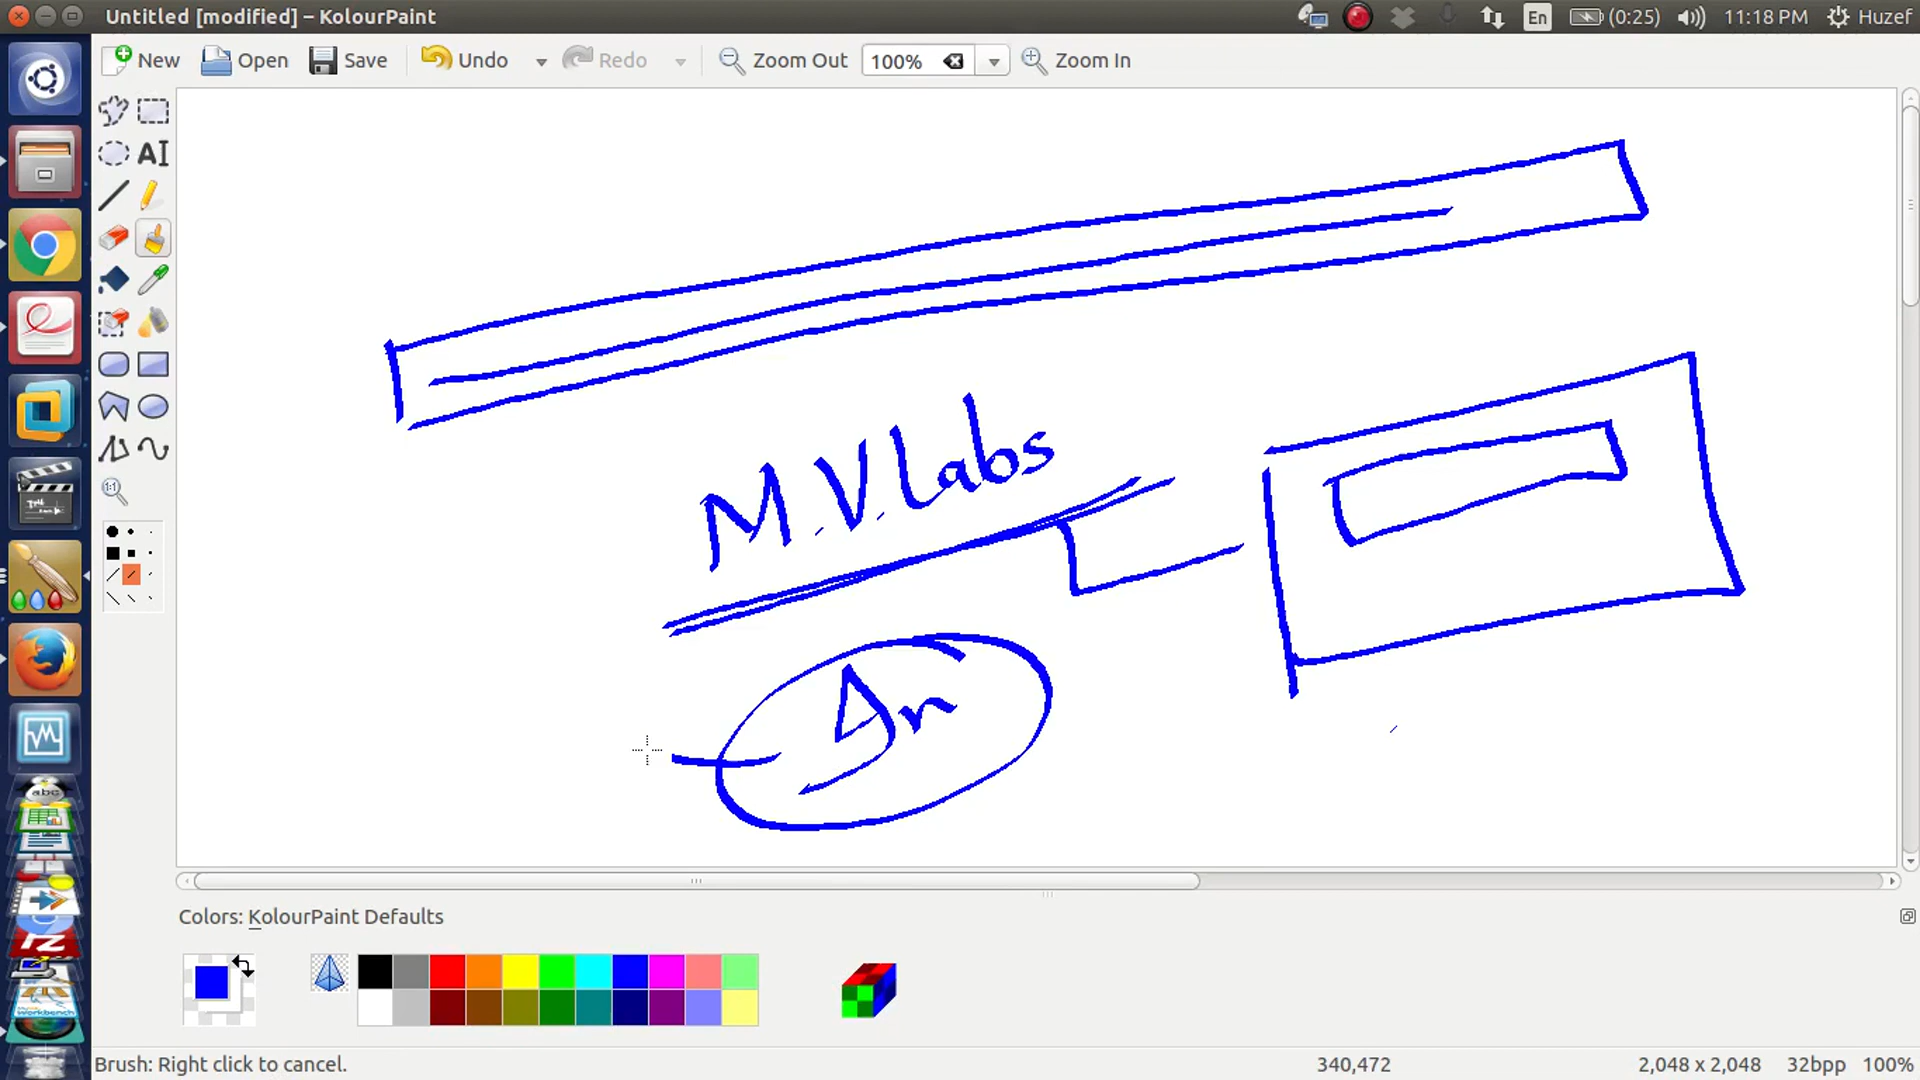 Untitled [modified] – KolourPaint
En
(0:25)
11:18 PM
Huzef
New
Open
Save
Undo
Redo
Zoom Out
100%
Zoom In
M.V.Labs
Colors: KolourPaint Defaults
Brush: Right click to cancel.
340,472
2,048 x 2,048
32bpp
100%